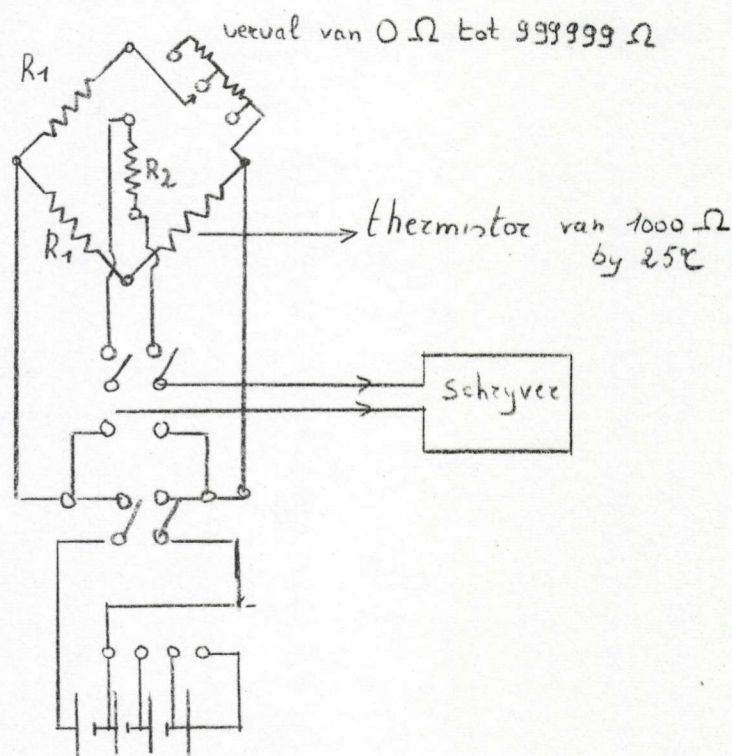 verval van 0 Ω tot 999999 Ω
R1
R2
R1
thermistor van 1000 Ω
by 25℃
Schryver